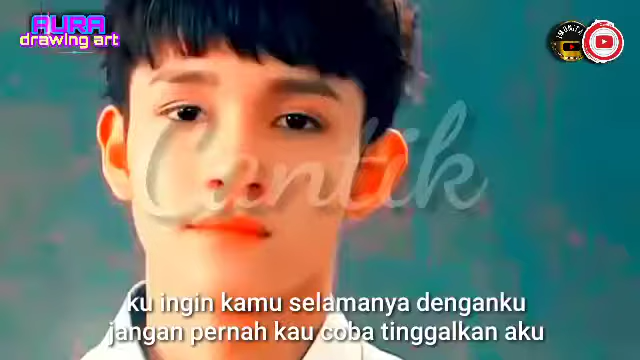 AURA
drawing art
Cantik
ku ingin kamu selamanya denganku
jangan pernah kau coba tinggalkan aku